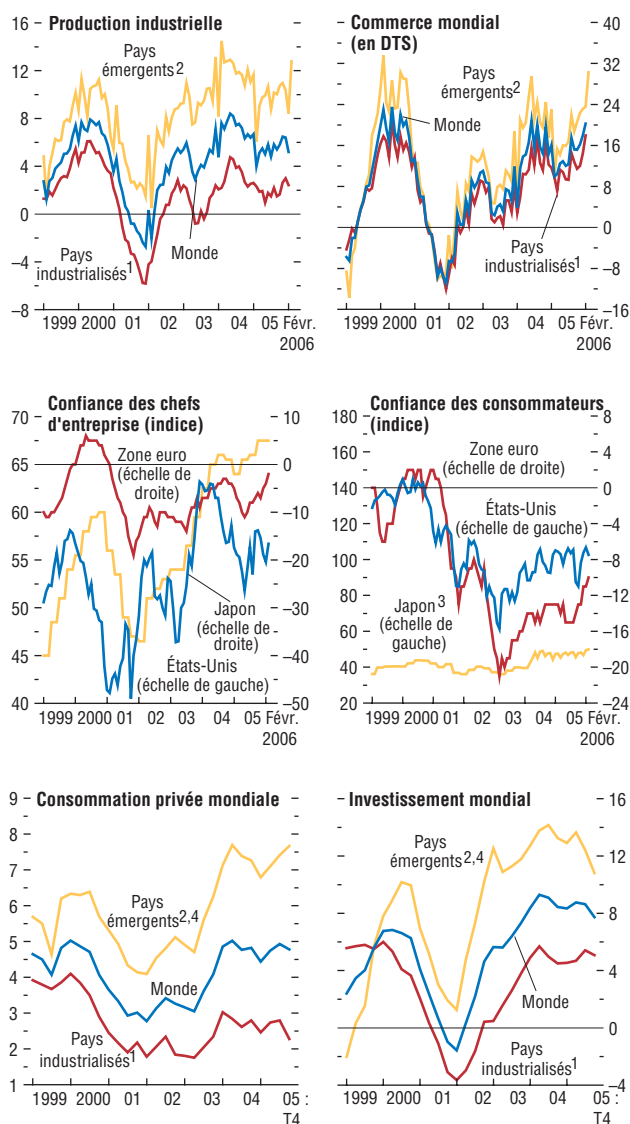 Production industrielle
16
12
8
4
0
−4
−8
Pays
émergents2
Monde
Pays
industrialisés1
1999 2000 01 02 03 04 05 Févr.
2006
Commerce mondial
(en DTS)
40
32
24
16
8
0
−8
−16
Pays
émergents2
Monde
Pays
industrialisés1
1999 2000 01 02 03 04 05 Févr.
2006
Confiance des chefs
d'entreprise (indice)
70
65
60
55
50
45
40
10
0
−10
−20
−30
−40
−50
Zone euro
(échelle de
droite)
Japon
(échelle de
droite)
États-Unis
(échelle de gauche)
1999 2000 01 02 03 04 05 Févr.
2006
Confiance des consommateurs
(indice)
180
160
140
120
100
80
60
40
20
8
4
0
−4
−8
−12
−16
−20
−24
Zone euro
(échelle de droite)
États-Unis
(échelle de gauche)
Japon3
(échelle de
gauche)
1999 2000 01 02 03 04 05 Févr.
2006
Consommation privée mondiale
9
8
7
6
5
4
3
2
1
Pays
émergents2,4
Monde
Pays
industrialisés1
1999 2000 01 02 03 04 05 :
T4
Investissement mondial
16
12
8
4
0
−4
Pays
émergents2,4
Monde
Pays
industrialisés1
1999 2000 01 02 03 04 05 :
T4